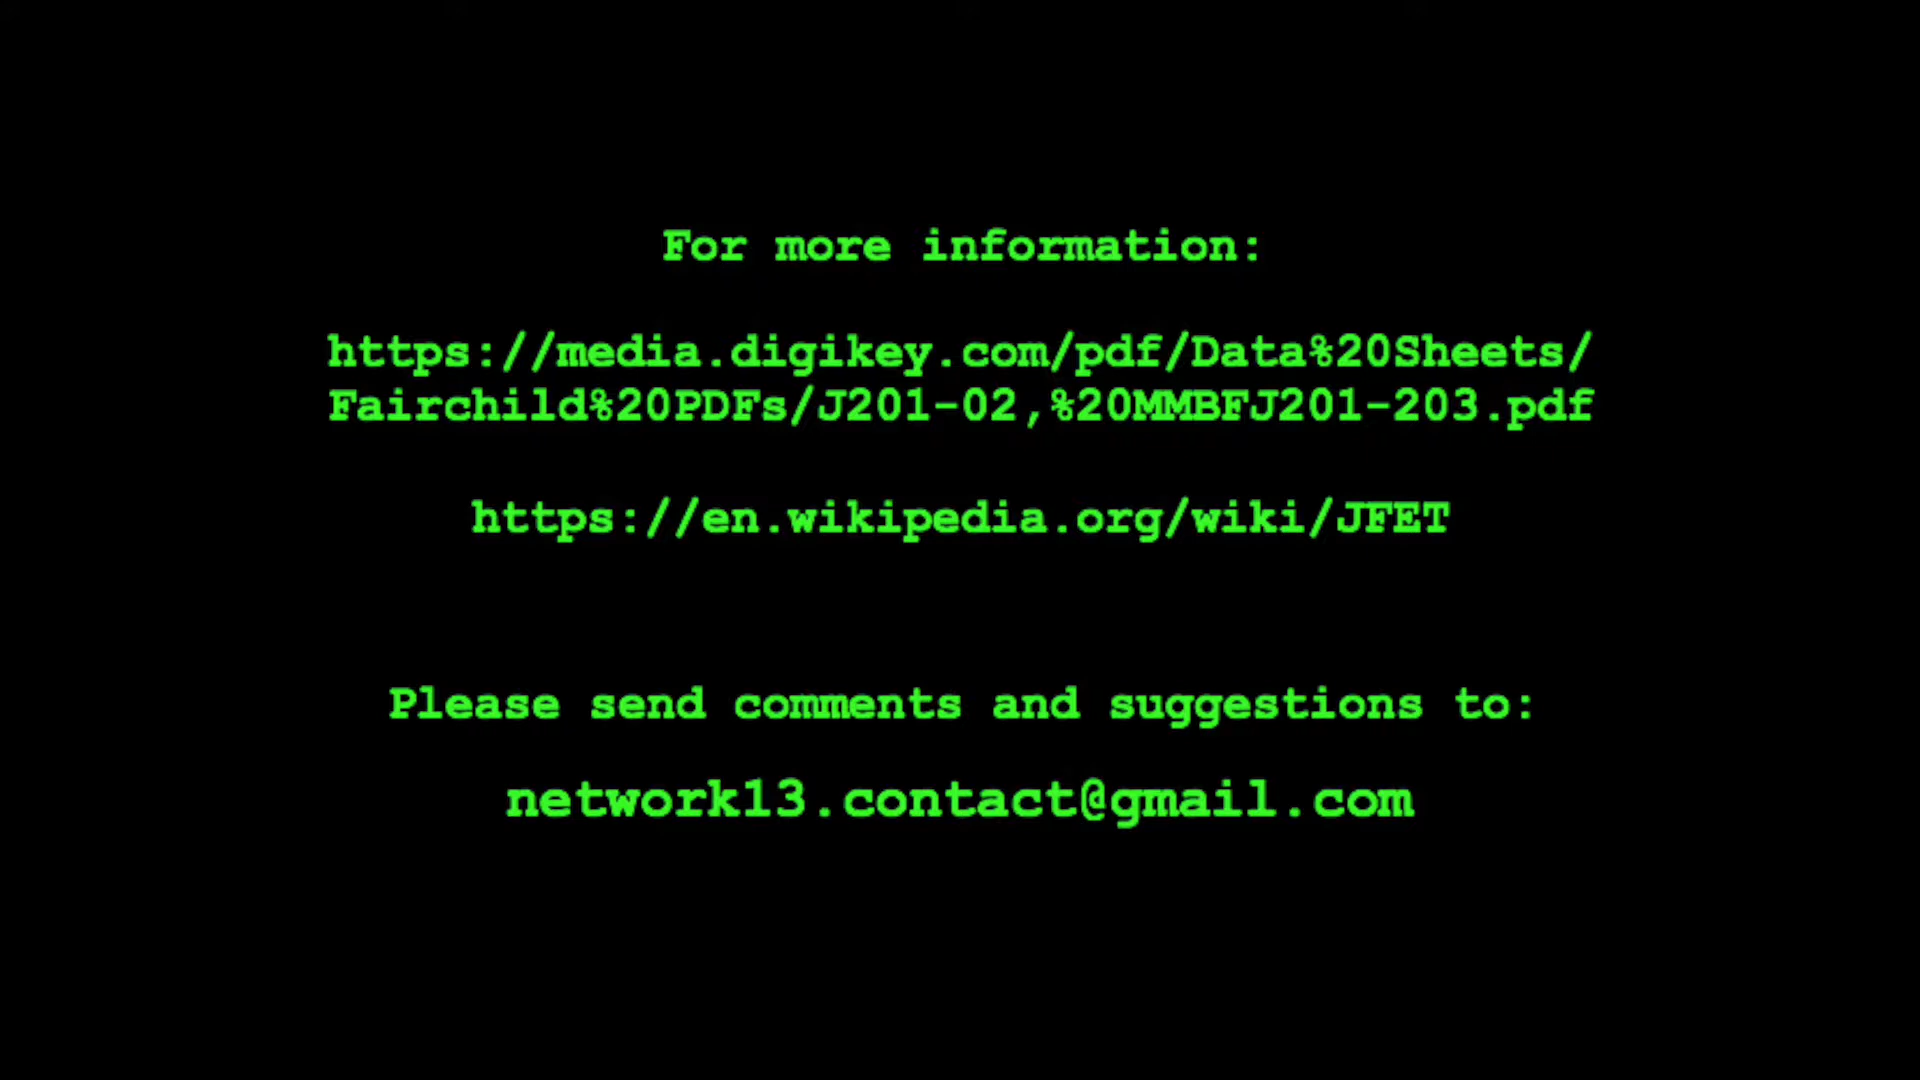 For more information:
https://media.digikey.com/pdf/Data%20Sheets/
Fairchild%20PDFs/J201-02,%20MMBFJ201-203.pdf
https://en.wikipedia.org/wiki/JFET
Please send comments and suggestions to:
network13.contact@gmail.com